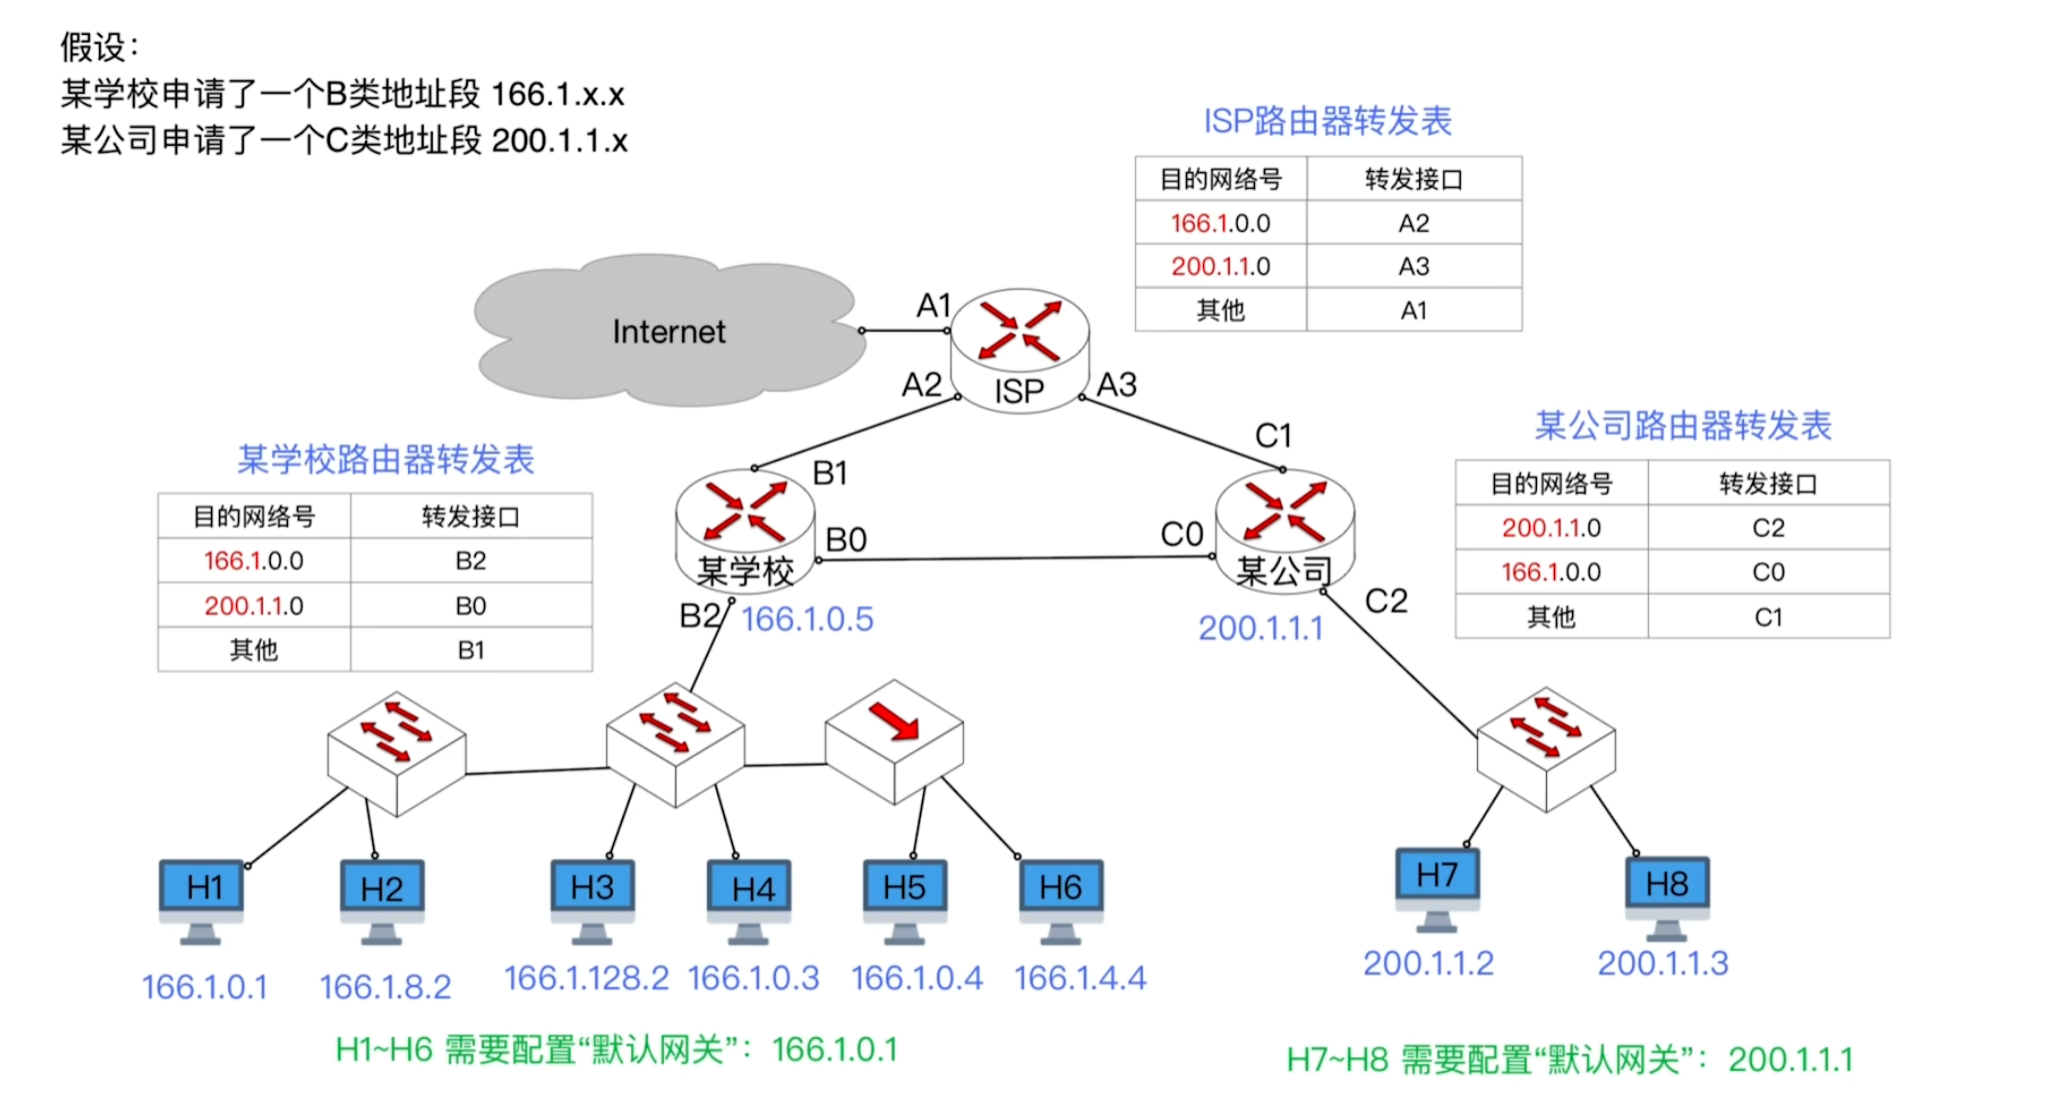 假设：
某学校申请了一个B类地址段 166.1.x.x
某公司申请了一个C类地址段 200.1.1.x
ISP路由器转发表
目的网络号 转发接口
166.1.0.0 A2
200.1.1.0 A3
其他 A1
Internet
A1
A2
ISP
A3
某学校路由器转发表
目的网络号 转发接口
166.1.0.0 B2
200.1.1.0 B0
其他 B1
B1
B0
某学校
B2
166.1.0.5
C1
C0
某公司
C2
200.1.1.1
某公司路由器转发表
目的网络号 转发接口
200.1.1.0 C2
166.1.0.0 C0
其他 C1
H1
H2
H3
H4
H5
H6
H7
H8
166.1.0.1
166.1.8.2
166.1.128.2
166.1.0.3
166.1.0.4
166.1.4.4
200.1.1.2
200.1.1.3
H1~H6 需要配置“默认网关”：166.1.0.1
H7~H8 需要配置“默认网关”：200.1.1.1